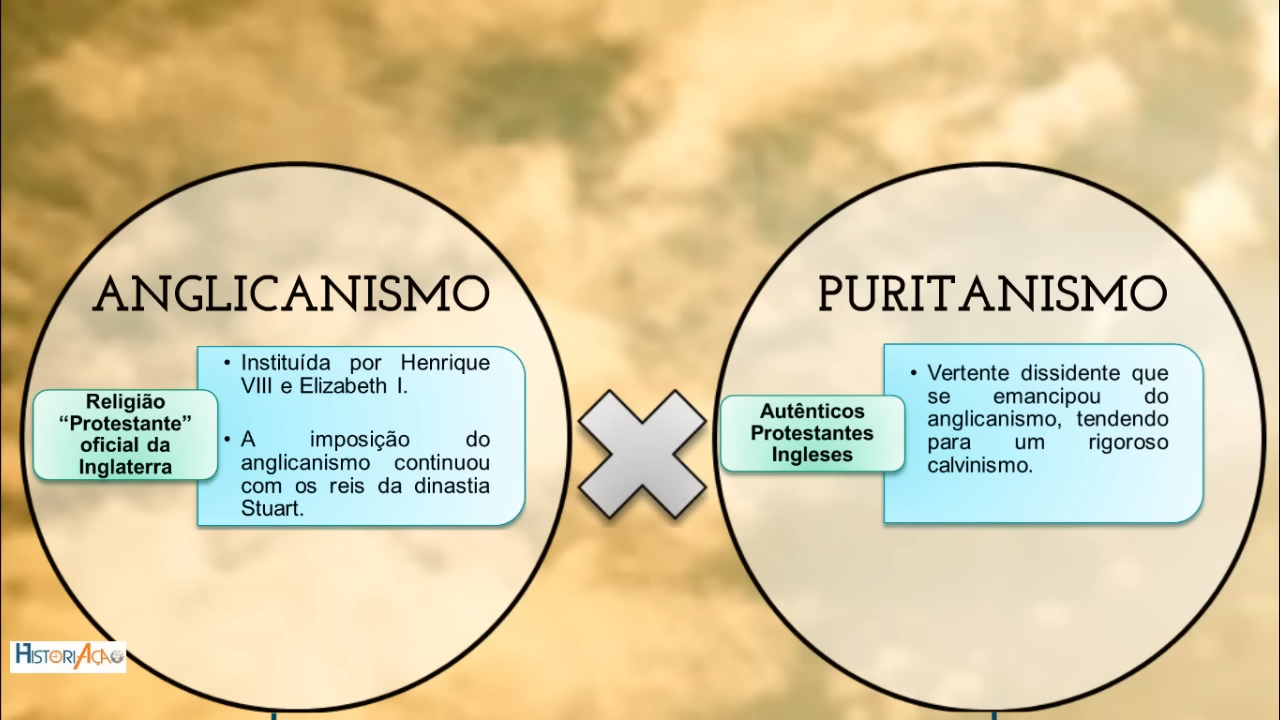 ANGLICANISMO
Religião
“Protestante”
oficial da
Inglaterra
• Instituída por Henrique
VIII e Elizabeth I.
• A imposição do
anglicanismo continuou
com os reis da dinastia
Stuart.
PURITANISMO
Autênticos
Protestantes
Ingleses
• Vertente dissidente que
se emancipou do
anglicanismo, tendendo
para um rigoroso
calvinismo.
HISTORIAÇÃO